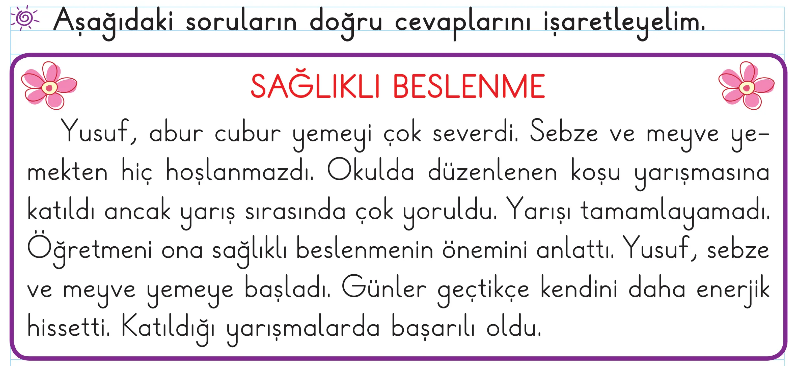 Aşağıdaki soruların doğru cevaplarını işaretleyelim.
SAĞLIKLI BESLENME
Yusuf, abur cubur yemeyi çok severdi. Sebze ve meyve ye-
mekten hiç hoşlanmazdı. Okulda düzenlenen koşu yarışmasına
katıldı ancak yarış sırasında çok yoruldu. Yarışı tamamlayamadı.
Öğretmeni ona sağlıklı beslenmenin önemini anlattı. Yusuf, sebze
ve meyve yemeye başladı. Günler geçtikçe kendini daha enerjik
hissetti. Katıldığı yarışmalarda başarılı oldu.